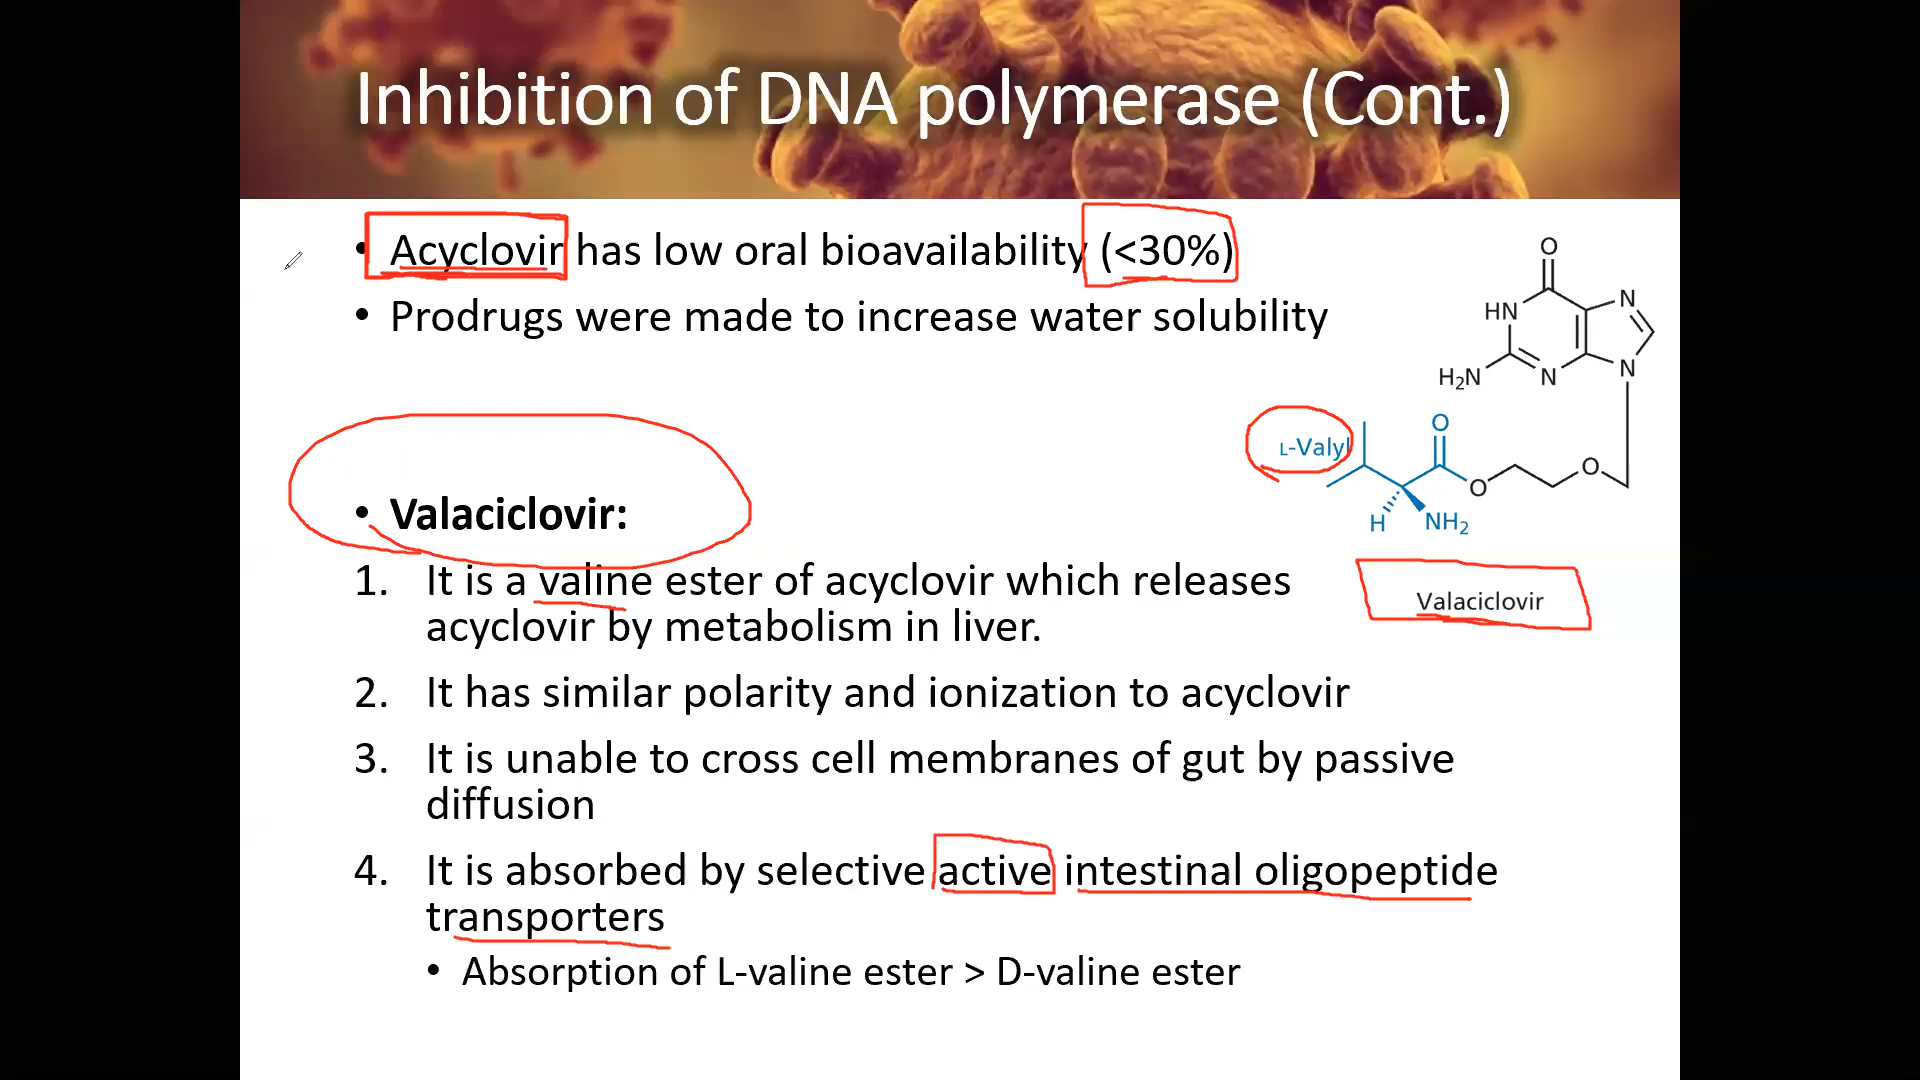 Inhibition of DNA polymerase (Cont.)
• Acyclovir has low oral bioavailability (<30%)
• Prodrugs were made to increase water solubility
• Valaciclovir:
1. It is a valine ester of acyclovir which releases
acyclovir by metabolism in liver.
2. It has similar polarity and ionization to acyclovir
3. It is unable to cross cell membranes of gut by passive
diffusion
4. It is absorbed by selective active intestinal oligopeptide
transporters
• Absorption of L-valine ester > D-valine ester
O
HN
N
H₂N
N
N
L-Valyl
O
O
O
H
NH₂
Valaciclovir